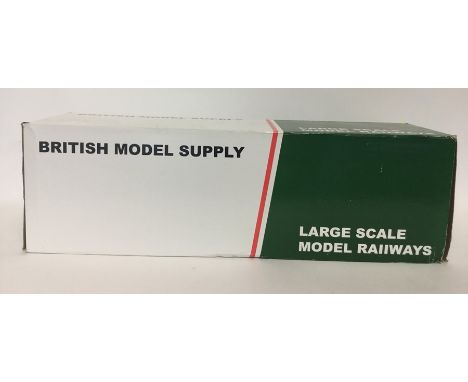 BRITISH MODEL SUPPLY
LARGE SCALE
MODEL RAIIWAYS